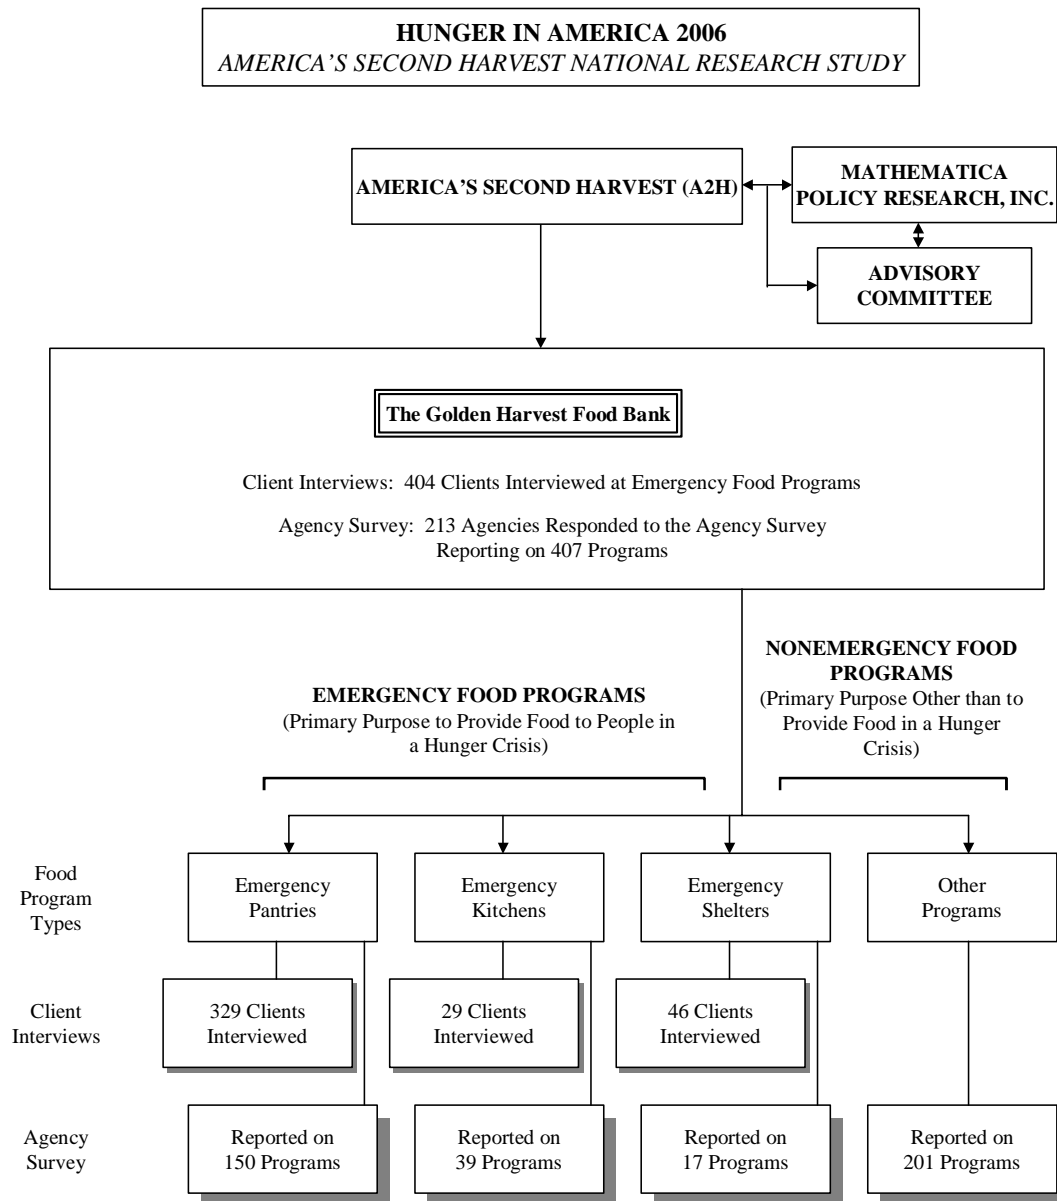 HUNGER IN AMERICA 2006
AMERICA'S SECOND HARVEST NATIONAL RESEARCH STUDY
AMERICA'S SECOND HARVEST (A2H)
MATHEMATICA
POLICY RESEARCH, INC.
ADVISORY
COMMITTEE
The Golden Harvest Food Bank
Client Interviews: 404 Clients Interviewed at Emergency Food Programs
Agency Survey: 213 Agencies Responded to the Agency Survey
Reporting on 407 Programs
EMERGENCY FOOD PROGRAMS
(Primary Purpose to Provide Food to People in
a Hunger Crisis)
NONEMERGENCY FOOD
PROGRAMS
(Primary Purpose Other than to
Provide Food in a Hunger
Crisis)
Food
Program
Types
Emergency
Pantries
Emergency
Kitchens
Emergency
Shelters
Other
Programs
Client
Interviews
329 Clients
Interviewed
29 Clients
Interviewed
46 Clients
Interviewed
Agency
Survey
Reported on
150 Programs
Reported on
39 Programs
Reported on
17 Programs
Reported on
201 Programs